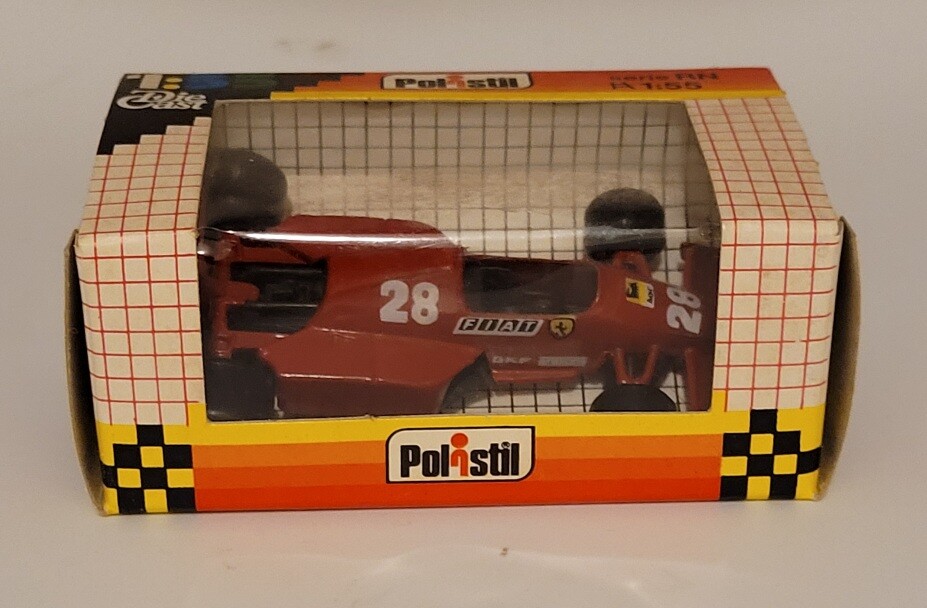 Die
Cast
Polistil
serie RN
1:55
28
FIAT
28
Polistil